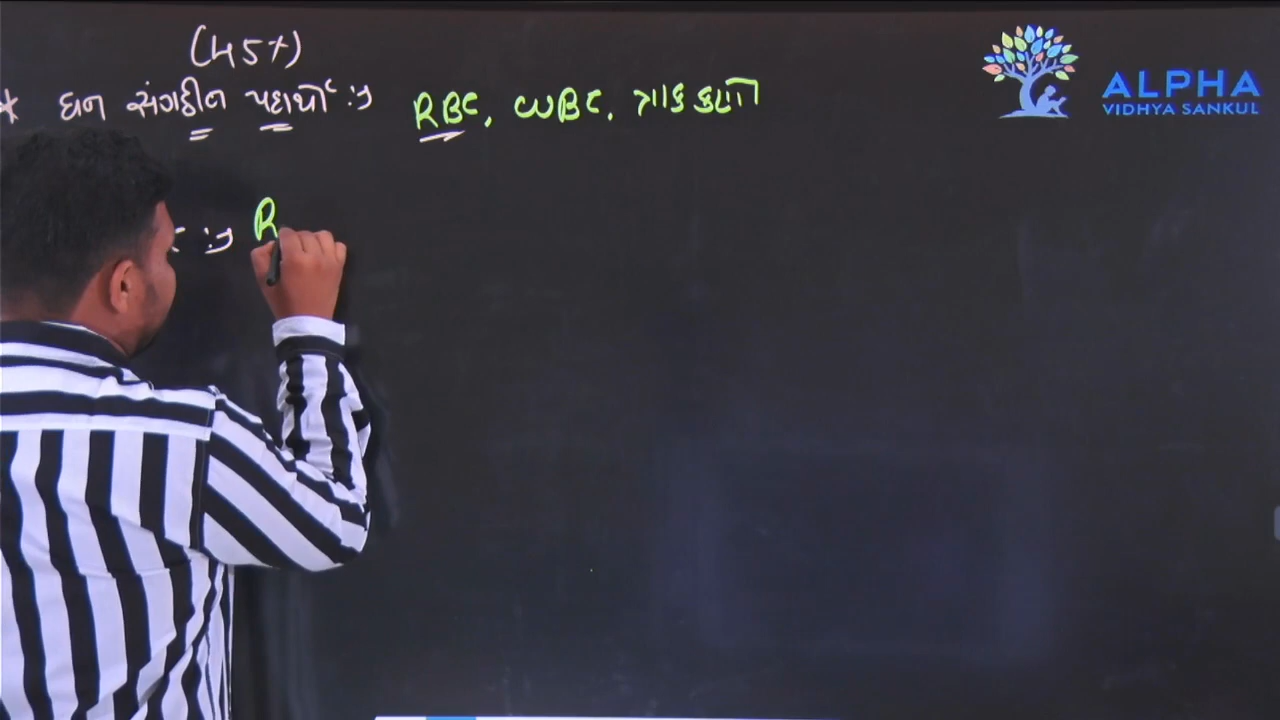 (45%)
* ઘન સંગઠીત પદાર્થો :→ RBC, WBC, ત્રાકકણો
:→ R
ALPHA
VIDHYA SANKUL